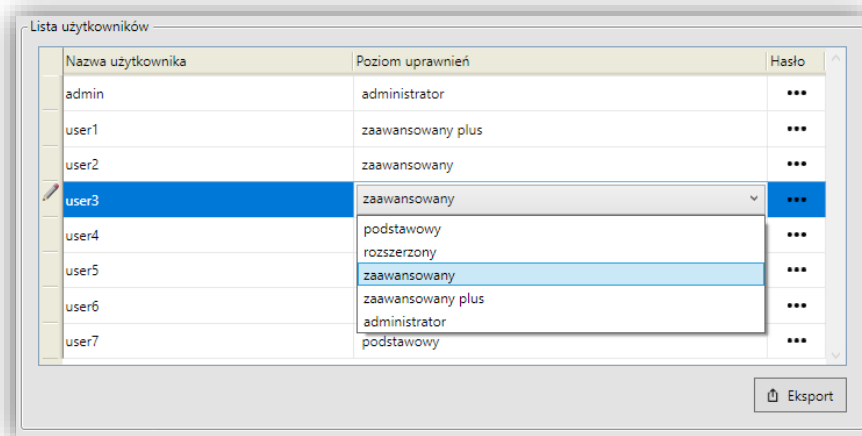 Lista użytkowników
Nazwa użytkownika Poziom uprawnień Hasło
admin administrator •••
user1 zaawansowany plus •••
user2 zaawansowany •••
user3 zaawansowany •••
user4 podstawowy •••
rozszerzony
user5 zaawansowany •••
user6 zaawansowany plus •••
administrator
user7 podstawowy •••
Eksport